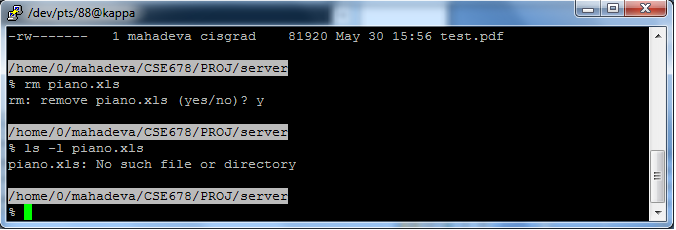 /dev/pts/88@kappa
-rw-------   1 mahadeva cisgrad    81920 May 30 15:56 test.pdf
/home/0/mahadeva/CSE678/PROJ/server
% rm piano.xls
rm: remove piano.xls (yes/no)? y
/home/0/mahadeva/CSE678/PROJ/server
% ls -l piano.xls
piano.xls: No such file or directory
/home/0/mahadeva/CSE678/PROJ/server
%